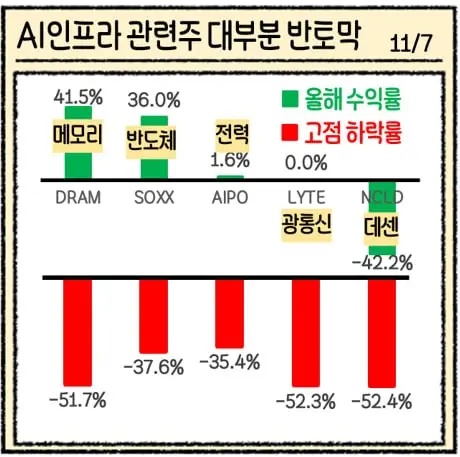 AI인프라 관련주 대부분 반토막 11/7
41.5% 36.0% ■ 올해 수익률
메모리 반도체 전력 ■ 고점 하락률
1.6% 0.0%
DRAM SOXX AIPO LYTE NCLD
광통신 데센
-42.2%
-51.7% -37.6% -35.4% -52.3% -52.4%